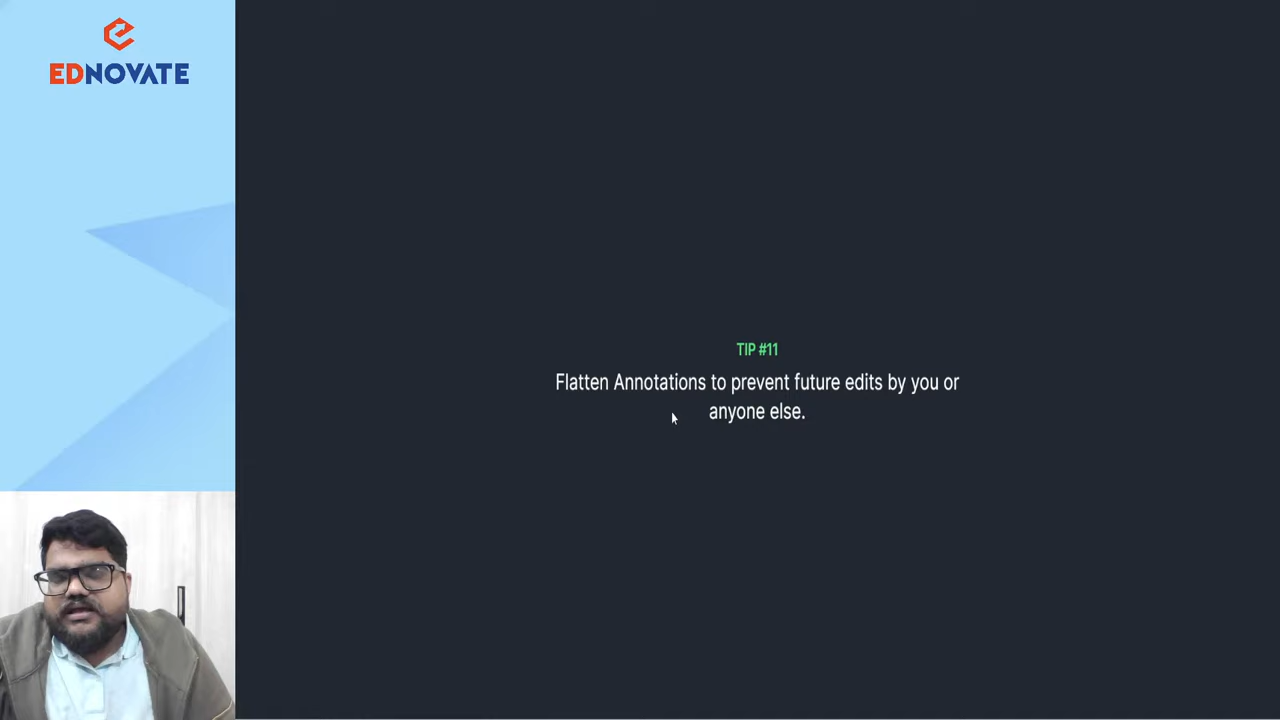 EDNOVATE
TIP #11
Flatten Annotations to prevent future edits by you or
anyone else.